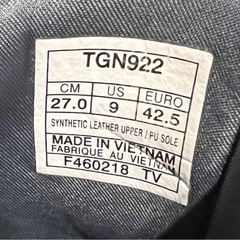 TGN922
CM US EURO
27.0 9 42.5
SYNTHETIC LEATHER UPPER / PU SOLE
MADE IN VIETNAM
FABRIQUE AU VIETNAM
F460218 TV